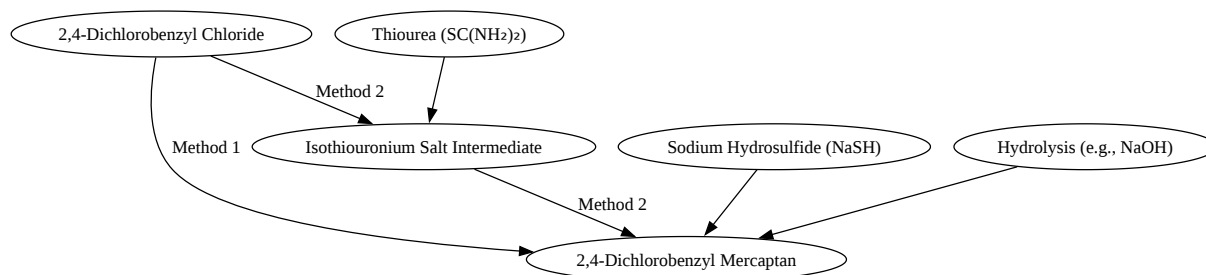 2,4-Dichlorobenzyl Chloride
Thiourea (SC(NH₂)₂)
Method 2
Method 1
Isothiouronium Salt Intermediate
Sodium Hydrosulfide (NaSH)
Hydrolysis (e.g., NaOH)
Method 2
2,4-Dichlorobenzyl Mercaptan